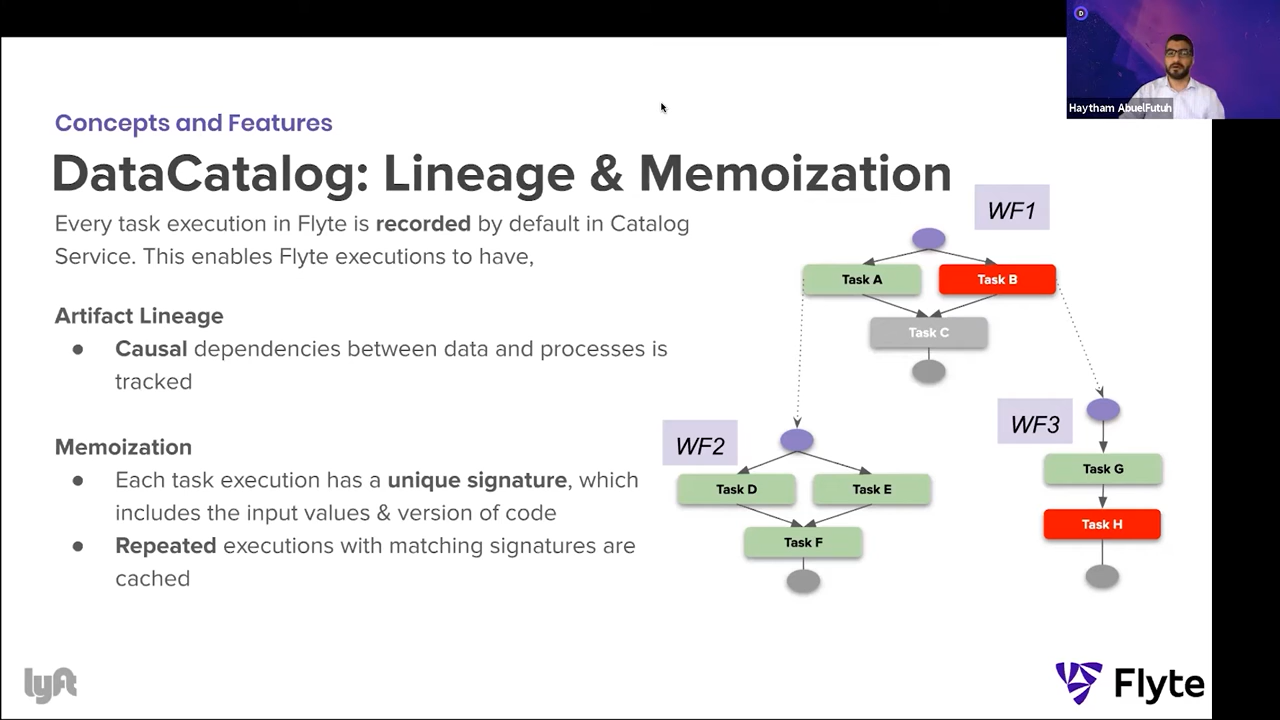 D
Haytham AbuelFutuh
Concepts and Features
DataCatalog: Lineage & Memoization
Every task execution in Flyte is recorded by default in Catalog
Service. This enables Flyte executions to have,
Artifact Lineage
● Causal dependencies between data and processes is
tracked
Memoization
● Each task execution has a unique signature, which
includes the input values & version of code
● Repeated executions with matching signatures are
cached
WF1
Task A
Task B
Task C
WF2
Task D
Task E
Task F
WF3
Task G
Task H
lyft
Flyte